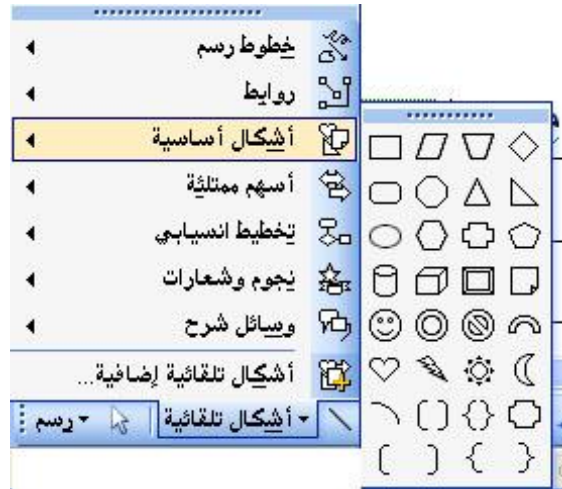 خطوط رسم
روابط
أشكال أساسية
أسهم ممتلئة
تخطيط انسيابي
نجوم وشعارات
وسائل شرح
أشكال تلقائية إضافية...
رسم أشكال تلقائية